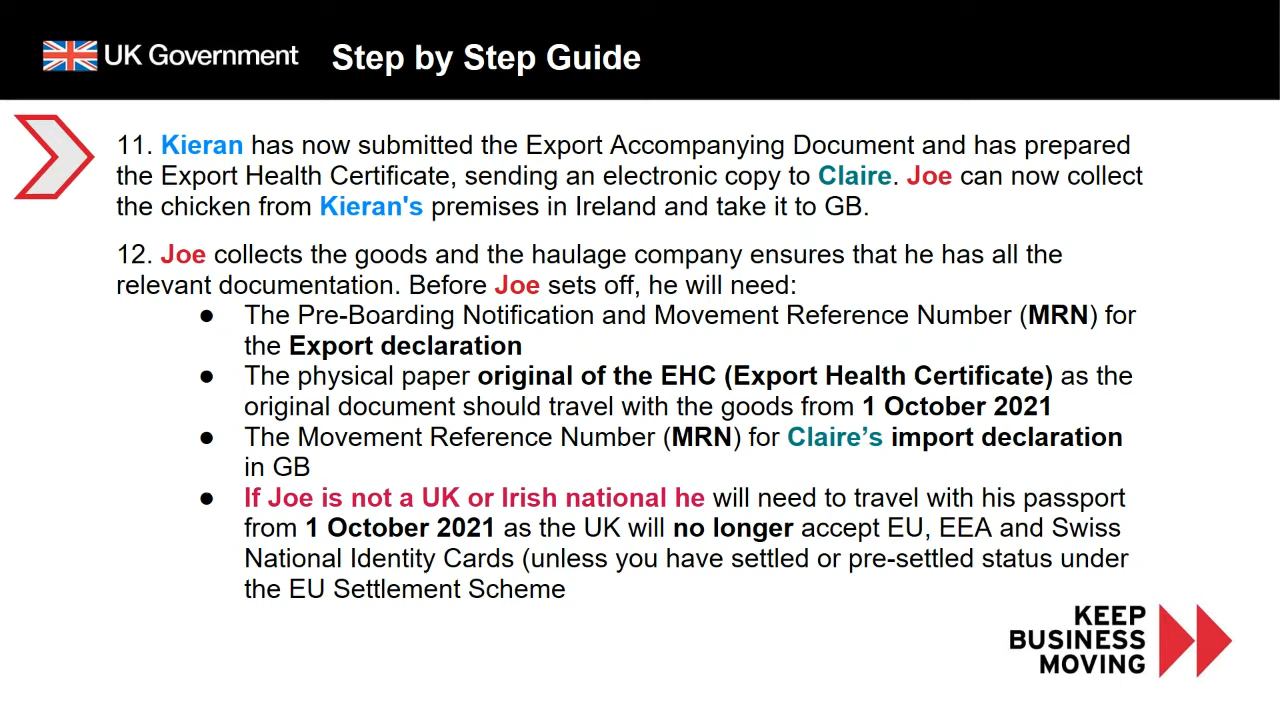 UK Government
Step by Step Guide
11. Kieran has now submitted the Export Accompanying Document and has prepared
the Export Health Certificate, sending an electronic copy to Claire. Joe can now collect
the chicken from Kieran's premises in Ireland and take it to GB.
12. Joe collects the goods and the haulage company ensures that he has all the
relevant documentation. Before Joe sets off, he will need:
● The Pre-Boarding Notification and Movement Reference Number (MRN) for
the Export declaration
● The physical paper original of the EHC (Export Health Certificate) as the
original document should travel with the goods from 1 October 2021
● The Movement Reference Number (MRN) for Claire’s import declaration
in GB
● If Joe is not a UK or Irish national he will need to travel with his passport
from 1 October 2021 as the UK will no longer accept EU, EEA and Swiss
National Identity Cards (unless you have settled or pre-settled status under
the EU Settlement Scheme
KEEP
BUSINESS
MOVING